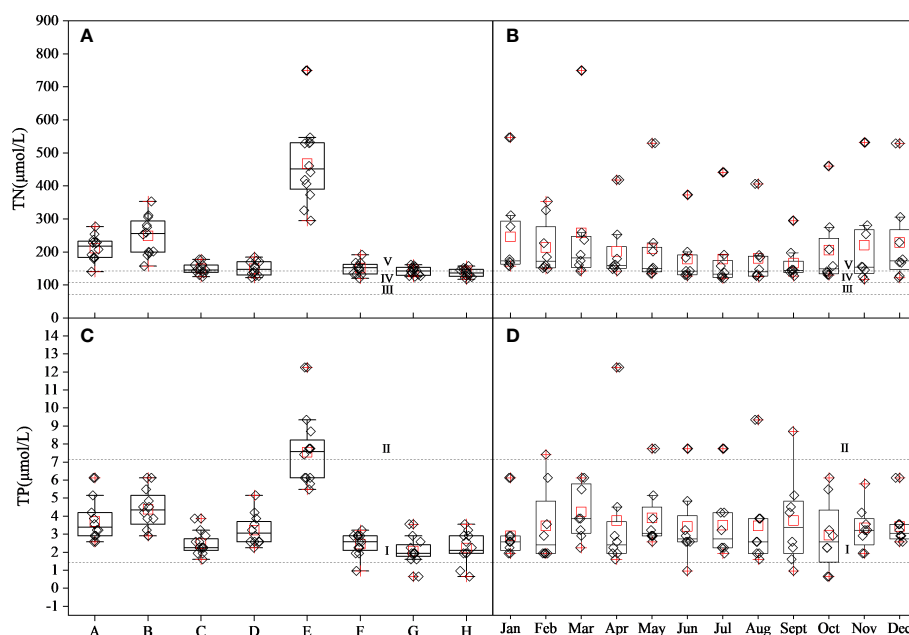 A
B
TN(μmol/L)
900
800
700
600
500
400
300
200
100
0
V
IV
III
V
IV
III
C
D
TP(μmol/L)
14
13
12
11
10
9
8
7
6
5
4
3
2
1
0
-1
II
I
II
I
A B C D E F G H
Jan Feb Mar Apr May Jun Jul Aug Sept Oct Nov Dec